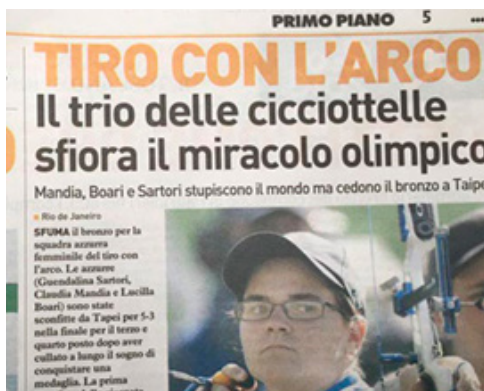 PRIMO PIANO 5
TIRO CON L'ARCO
Il trio delle cicciottelle
sfiora il miracolo olimpico
Mandia, Boari e Sartori stupiscono il mondo ma cedono il bronzo a Taipe
Rio de Janeiro
SFUMA il bronzo per la
squadra azzurra
femminile del tiro con
l'arco. Le azzurre
(Guendalina Sartori,
Claudia Mandia e Lucilla
Boari) sono state
sconfitte da Tapei per 5-3
nella finale per il terzo e
quarto posto dopo aver
cullato a lungo il sogno di
conquistare una
medaglia. La prima